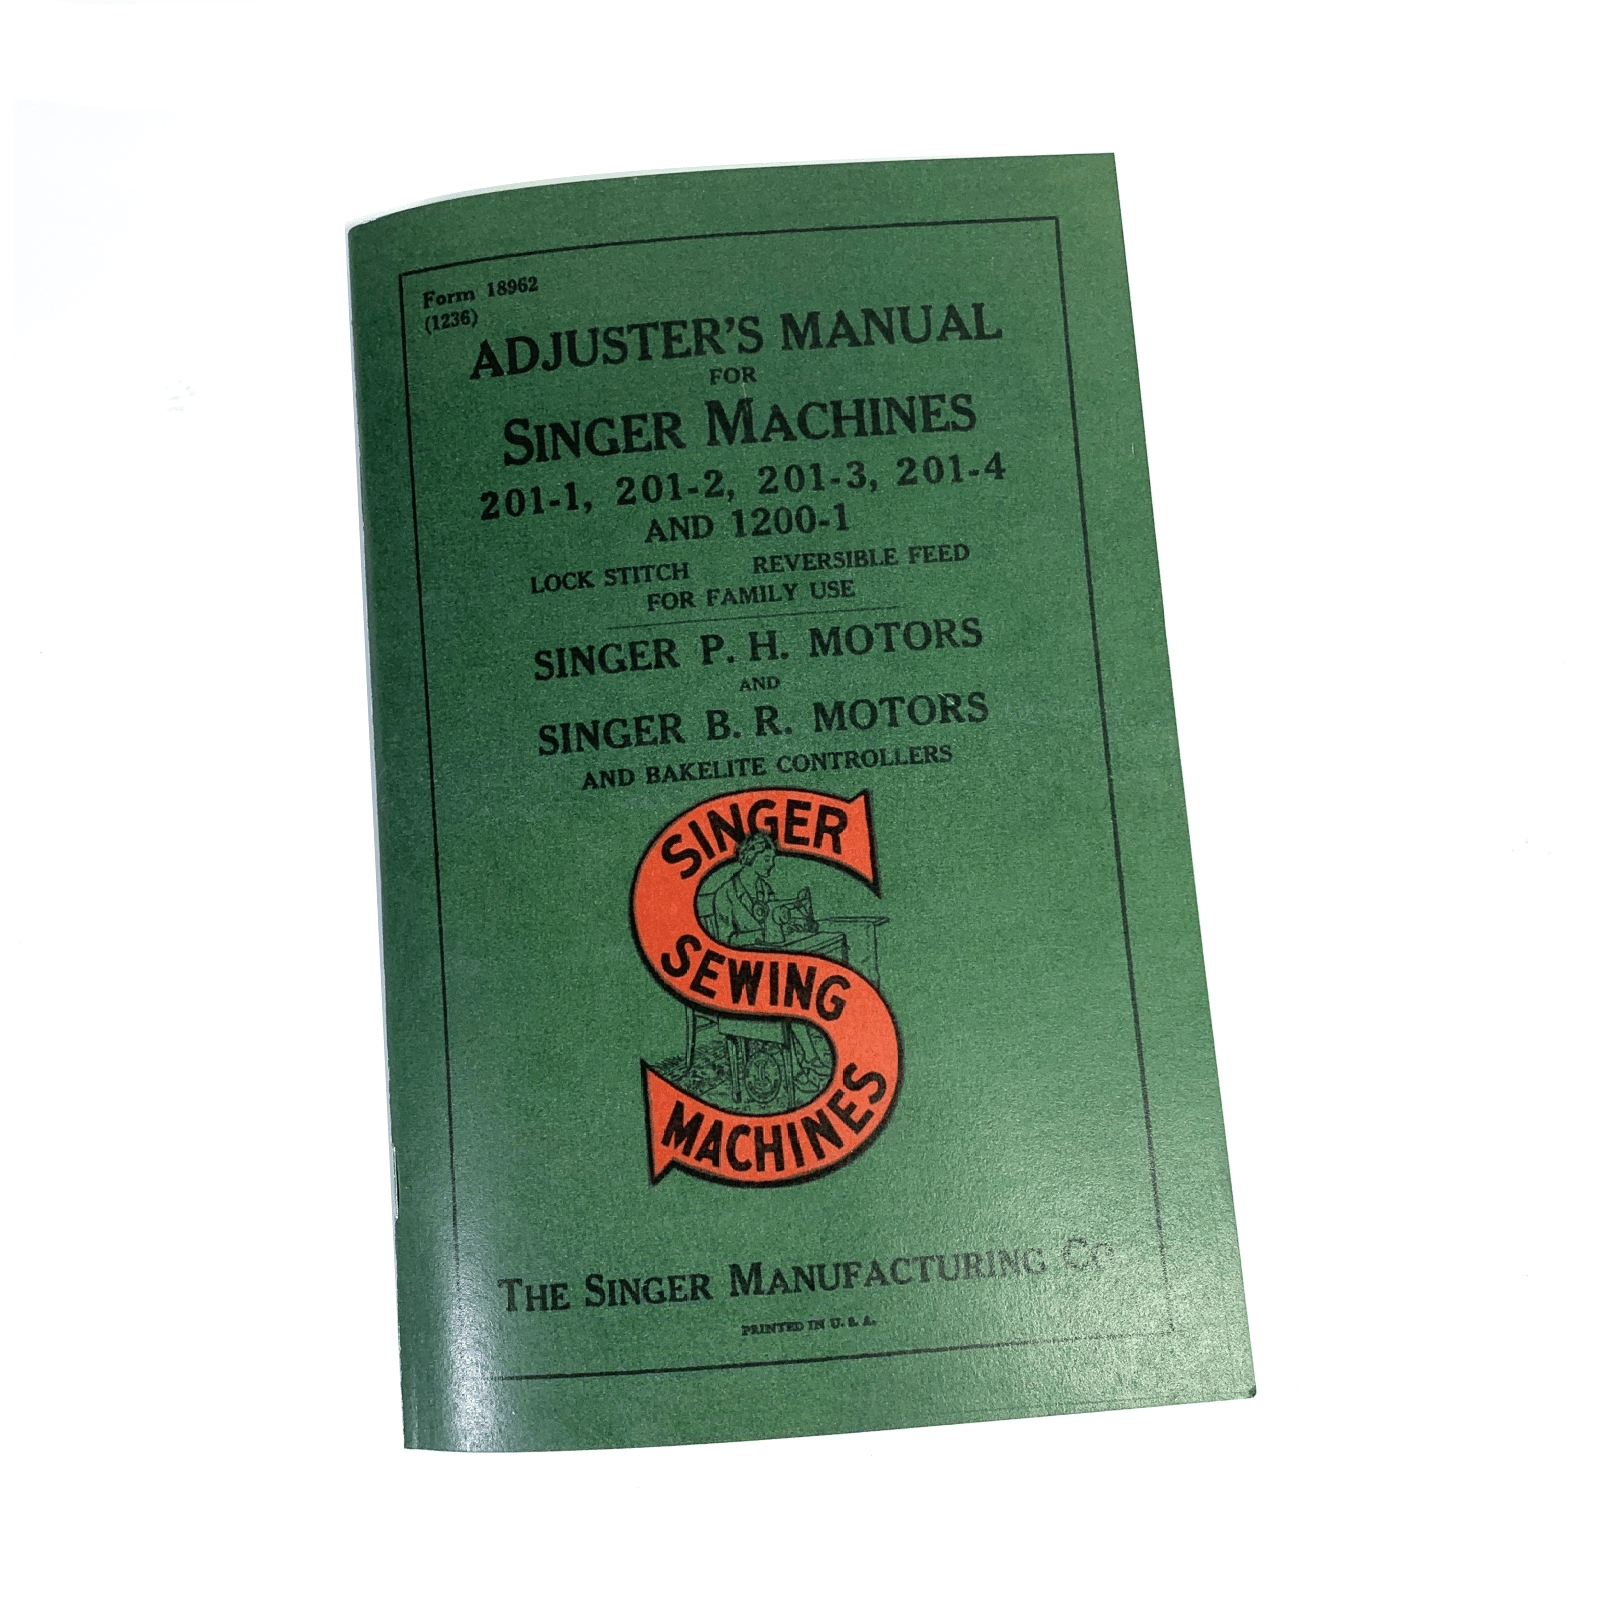 Form 18962
(1236)
ADJUSTER'S MANUAL
FOR
SINGER MACHINES
201-1, 201-2, 201-3, 201-4
AND 1200-1
LOCK STITCH REVERSIBLE FEED
FOR FAMILY USE
SINGER P. H. MOTORS
AND
SINGER B. R. MOTORS
AND BAKELITE CONTROLLERS
SINGER
SEWING
MACHINES
THE SINGER MANUFACTURING CO
PRINTED IN U. S. A.